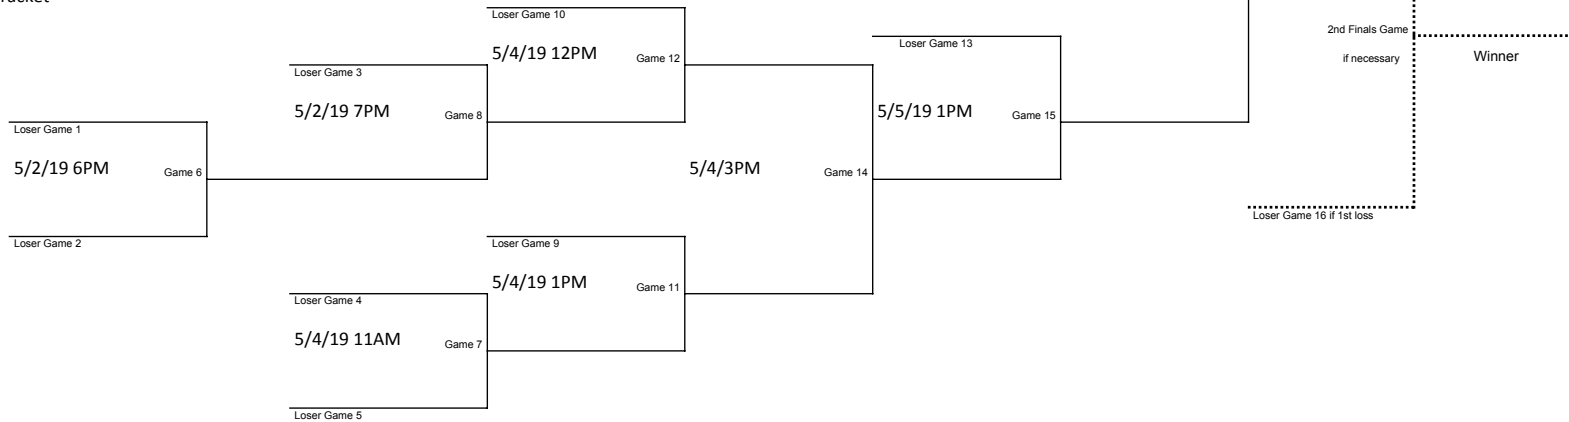 Loser Game 10
5/4/19 12PM
Game 12
Loser Game 13
2nd Finals Game
if necessary
Winner
Loser Game 3
5/2/19 7PM
Game 8
5/5/19 1PM
Game 15
Loser Game 1
5/2/19 6PM
Game 6
5/4/3PM
Game 14
Loser Game 16 if 1st loss
Loser Game 2
Loser Game 9
5/4/19 1PM
Game 11
Loser Game 4
5/4/19 11AM
Game 7
Loser Game 5